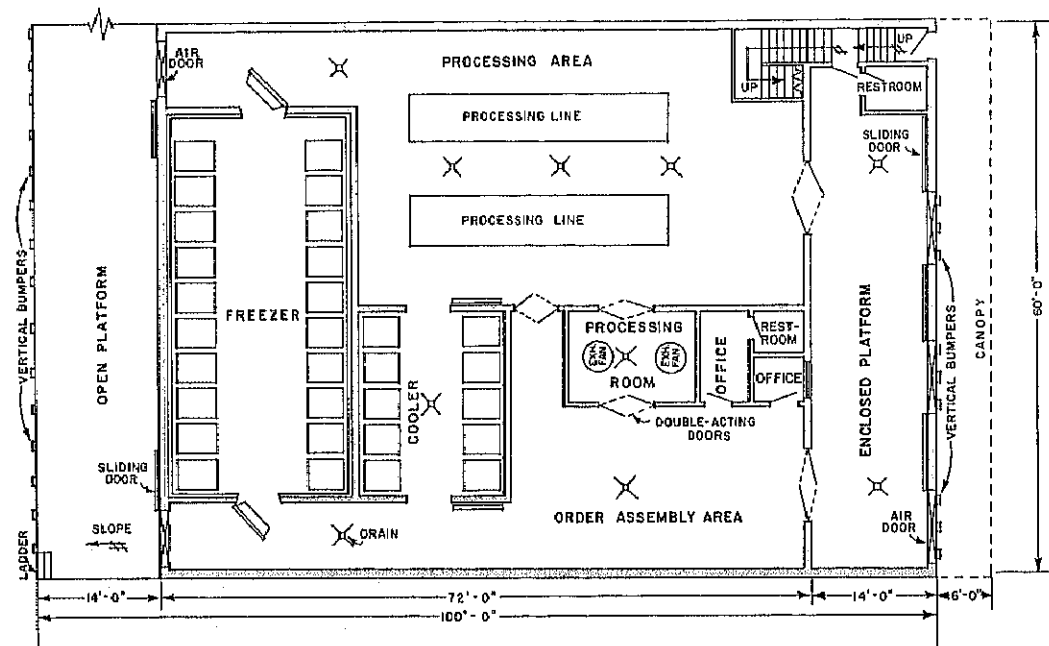 AIR
DOOR
PROCESSING AREA
UP
UP
RESTROOM
PROCESSING LINE
SLIDING
DOOR
PROCESSING LINE
VERTICAL BUMPERS
OPEN PLATFORM
FREEZER
PROCESSING
ROOM
EXH.
FAN
EXH.
FAN
OFFICE
REST-
ROOM
OFFICE
COOLER
DOUBLE-ACTING
DOORS
ENCLOSED PLATFORM
VERTICAL BUMPERS
CANOPY
60'-0"
SLIDING
DOOR
ORDER ASSEMBLY AREA
DRAIN
AIR
DOOR
SLOPE
LADDER
14'-0"
72'-0"
14'-0"
6'-0"
100'-0"